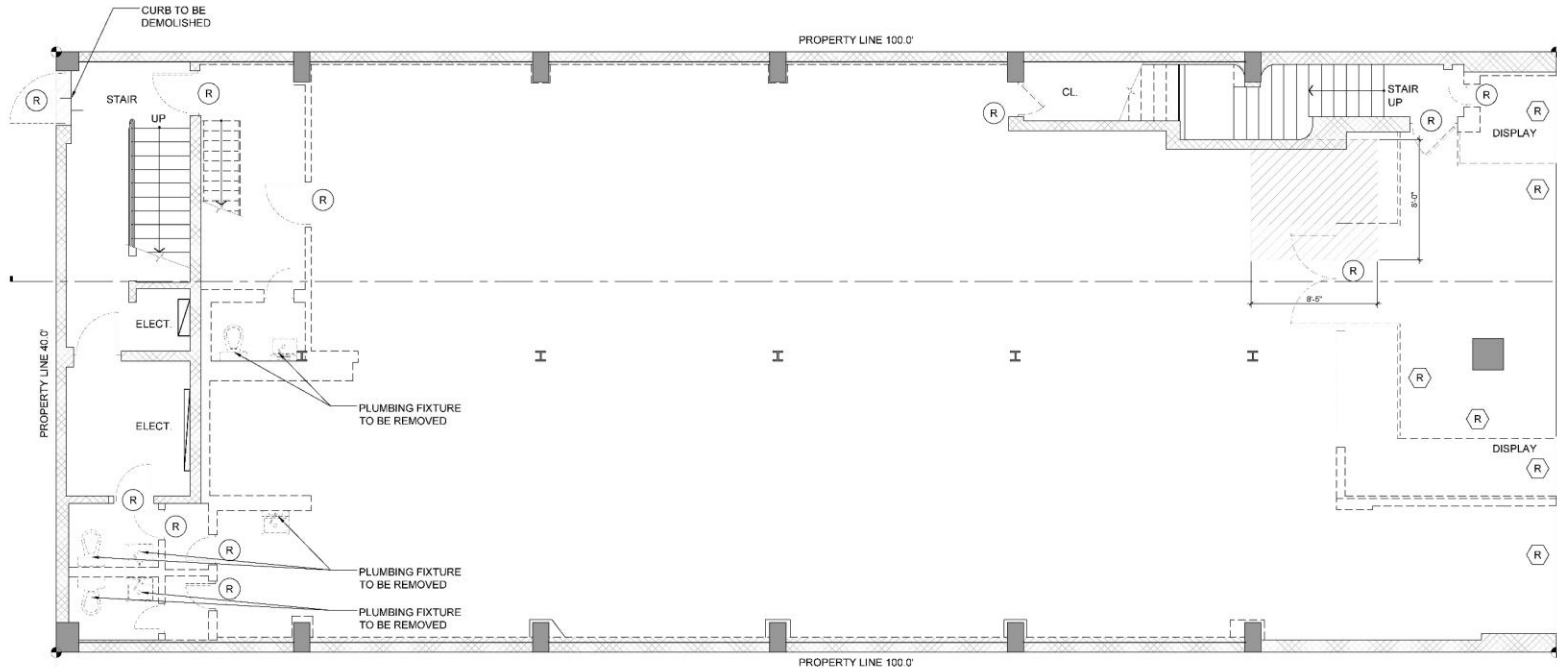 CURB TO BE
DEMOLISHED
PROPERTY LINE 100.0'
R
STAIR
R
UP
R
CL.
STAIR
UP
R
R
R
DISPLAY
R
R
8'-0"
R
8'-5"
ELECT.
PROPERTY LINE 40.0'
PLUMBING FIXTURE
TO BE REMOVED
R
R
ELECT.
DISPLAY
R
R
R
R
R
PLUMBING FIXTURE
TO BE REMOVED
R
PLUMBING FIXTURE
TO BE REMOVED
PROPERTY LINE 100.0'